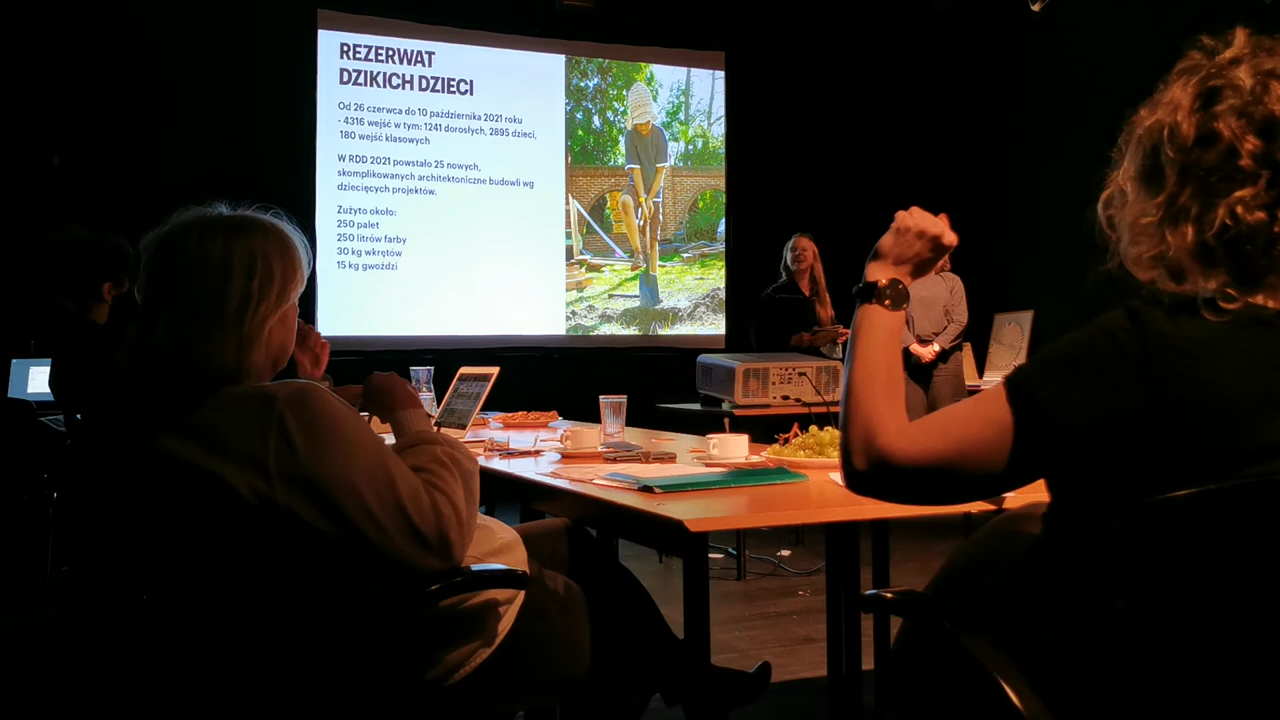 REZERWAT
DZIKICH DZIECI
Od 26 czerwca do 10 października 2021 roku
- 4316 wejść w tym: 1241 dorosłych, 2895 dzieci,
180 wejść klasowych
W RDD 2021 powstało 25 nowych,
skomplikowanych architektoniczne budowli wg
dziecięcych projektów.
Zużyto około:
250 palet
250 litrów farby
30 kg wkrętów
15 kg gwoździ